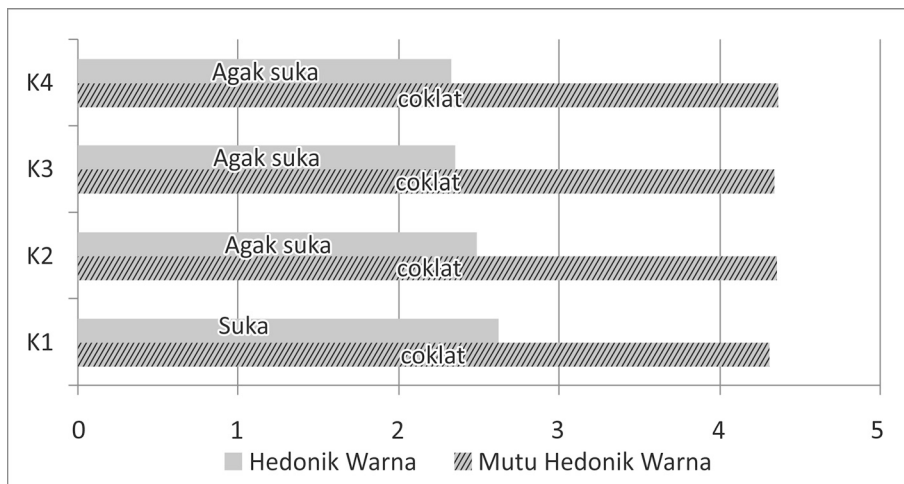 K4
Agak suka
coklat
K3
Agak suka
coklat
K2
Agak suka
coklat
K1
Suka
coklat
0 1 2 3 4 5
Hedonik Warna Mutu Hedonik Warna